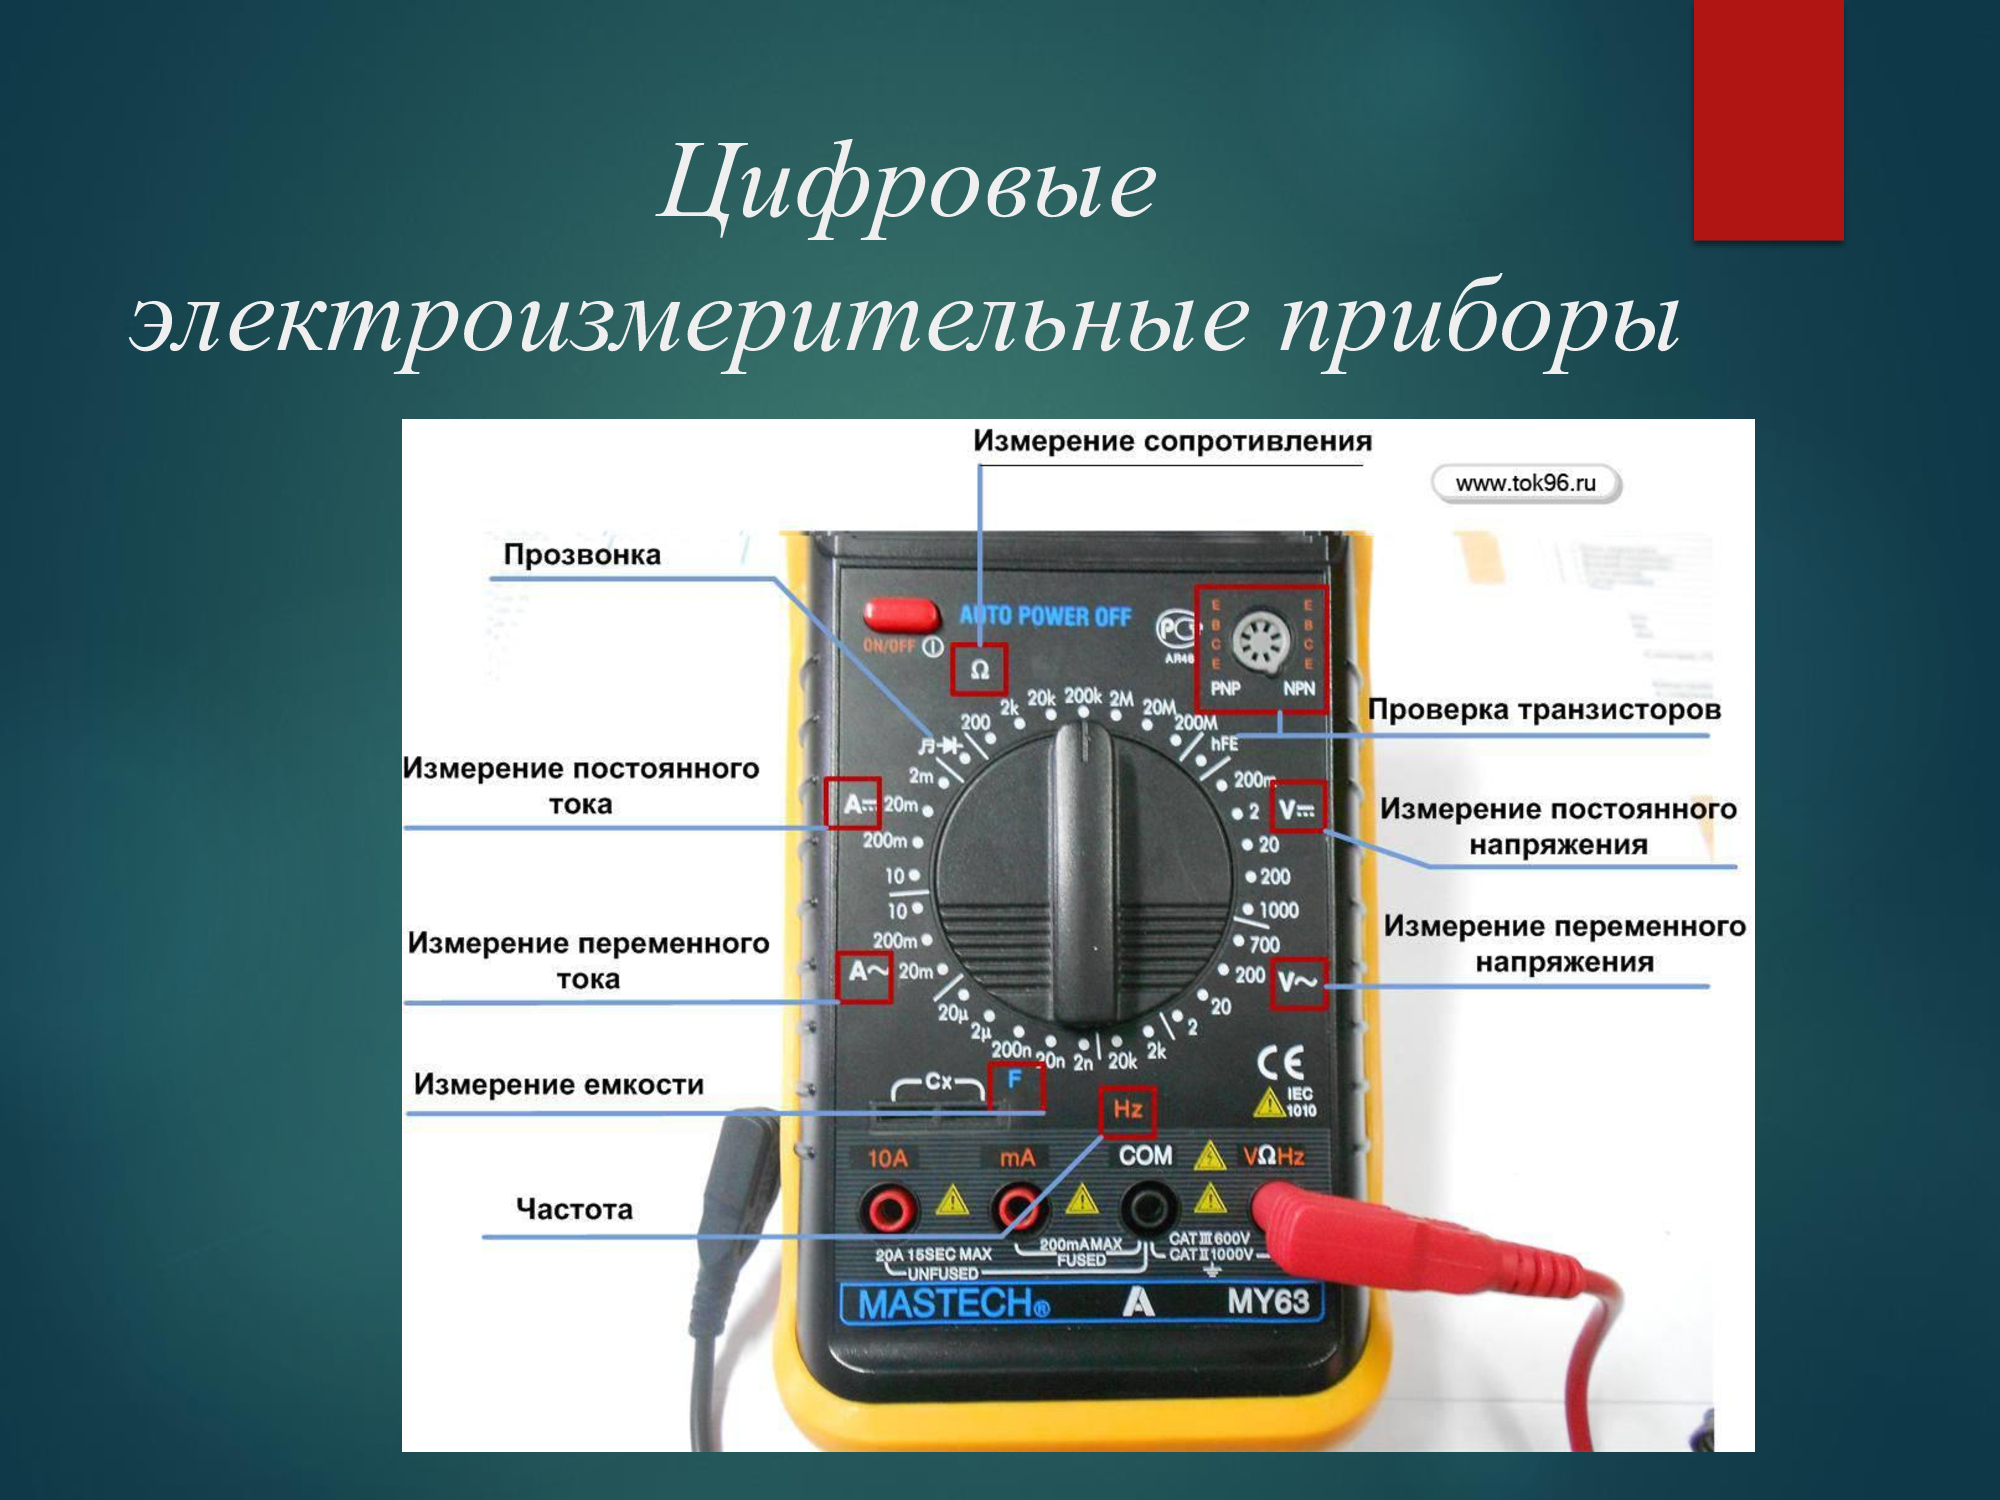 Цифровые
электроизмерительные приборы
Измерение сопротивления
www.tok96.ru
Прозвонка
AUTO POWER OFF
ON/OFF
Ω
E
B
C
E
E
B
C
E
PNP NPN
Проверка транзисторов
200 2k 20k 200k 2M 20M 200M
hFE
Измерение постоянного
тока
A
2m
20m
200m
10
10
200m
20m
200m
2
20
200
1000
700
200
20
2
V
Измерение постоянного
напряжения
Измерение переменного
тока
A~
Измерение переменного
напряжения
V~
20µ 2µ 200n 20n 2n 20k 2k
Измерение емкости
Cx
F
Hz
CE
IEC
1010
10A mA COM VΩHz
Частота
20A 15SEC MAX
UNFUSED
200mA MAX
FUSED
CAT III 600V
CAT II 1000V
MASTECH® MY63